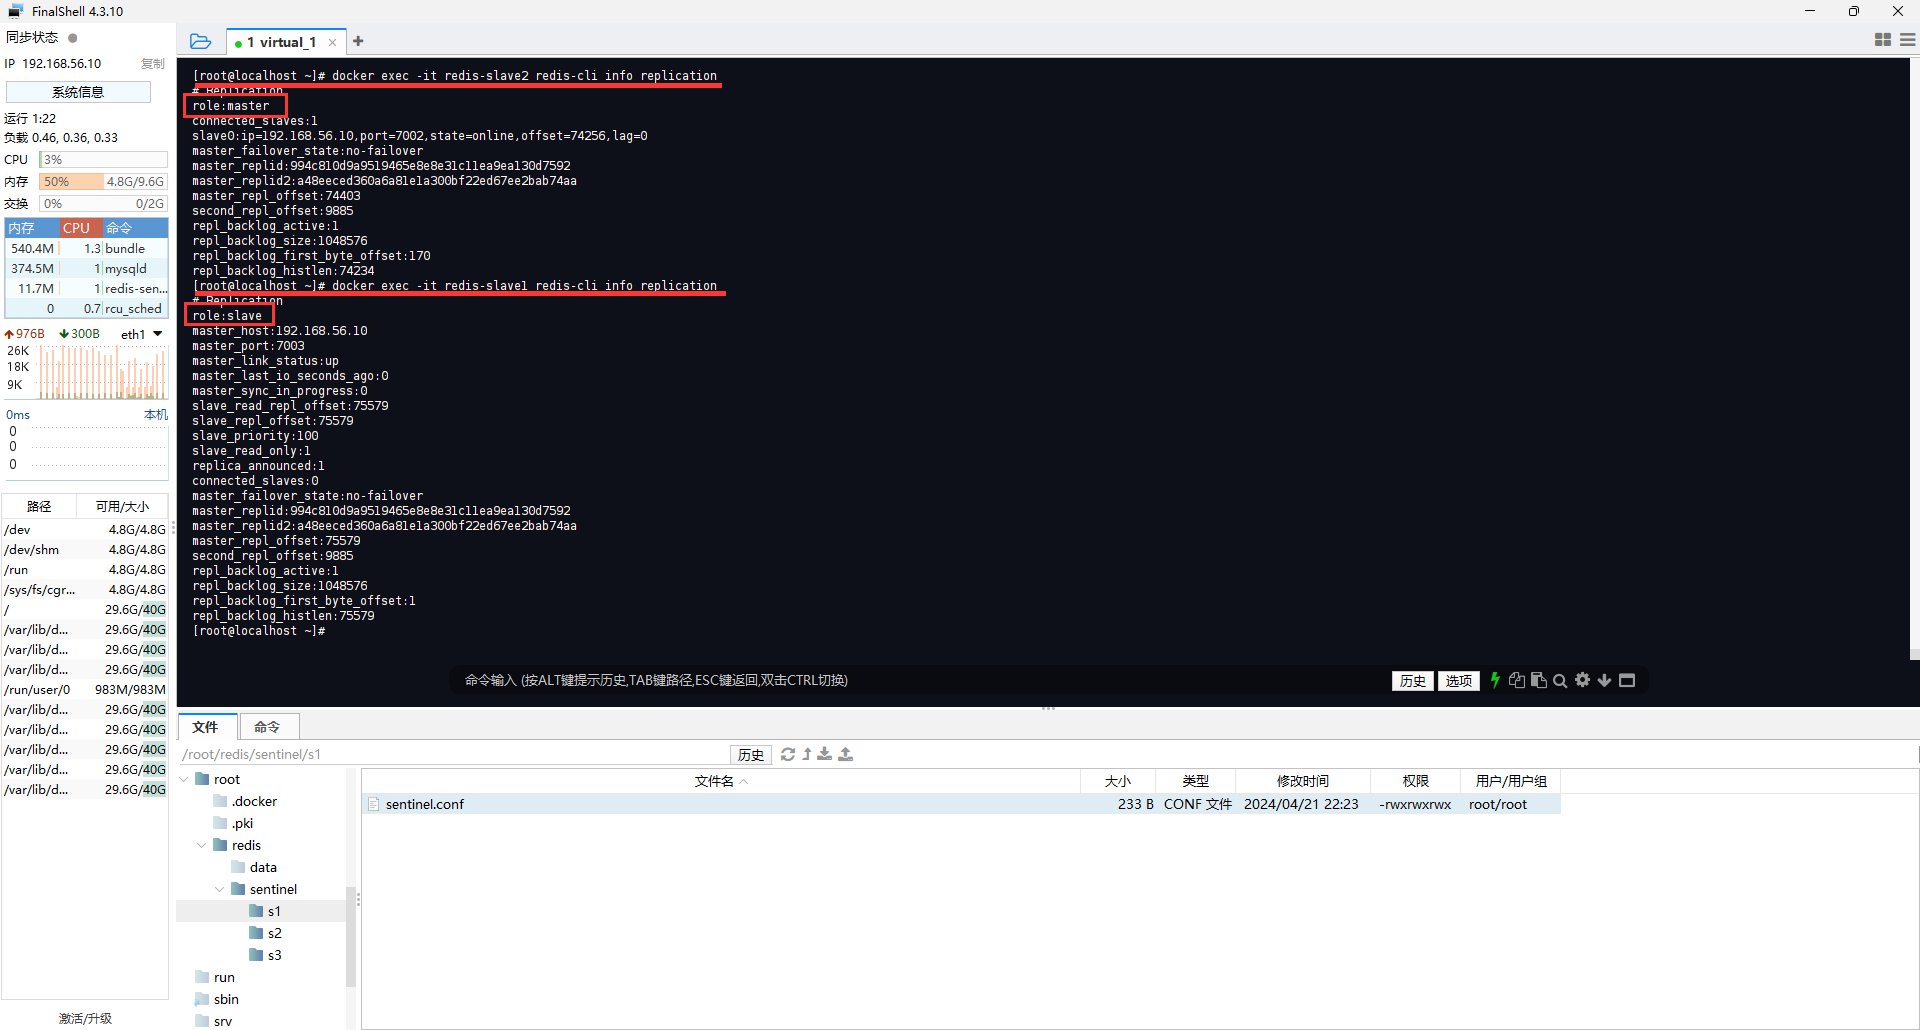 FinalShell 4.3.10
同步状态
IP 192.168.56.10 复制
系统信息
运行 1:22
负载 0.46, 0.36, 0.33
CPU 3%
内存 50% 4.8G/9.6G
交换 0% 0/2G
内存 CPU 命令
540.4M 1.3 bundle
374.5M 1 mysqld
11.7M 1 redis-sen...
0 0.7 rcu_sched
976B 300B eth1
26K
18K
9K
0ms 本机
0
0
0
路径 可用/大小
/dev 4.8G/4.8G
/dev/shm 4.8G/4.8G
/run 4.8G/4.8G
/sys/fs/cgr... 4.8G/4.8G
/ 29.6G/40G
/var/lib/d... 29.6G/40G
/var/lib/d... 29.6G/40G
/var/lib/d... 29.6G/40G
/run/user/0 983M/983M
/var/lib/d... 29.6G/40G
/var/lib/d... 29.6G/40G
/var/lib/d... 29.6G/40G
/var/lib/d... 29.6G/40G
/var/lib/d... 29.6G/40G
激活/升级
1 virtual_1
[root@localhost ~]# docker exec -it redis-slave2 redis-cli info replication
# Replication
role:master
connected_slaves:1
slave0:ip=192.168.56.10,port=7002,state=online,offset=74256,lag=0
master_failover_state:no-failover
master_replid:994c810d9a9519465e8e8e31c11ea9ea130d7592
master_replid2:a48eeced360a6a81e1a300bf22ed67ee2bab74aa
master_repl_offset:74403
second_repl_offset:9885
repl_backlog_active:1
repl_backlog_size:1048576
repl_backlog_first_byte_offset:170
repl_backlog_histlen:74234
[root@localhost ~]# docker exec -it redis-slave1 redis-cli info replication
# Replication
role:slave
master_host:192.168.56.10
master_port:7003
master_link_status:up
master_last_io_seconds_ago:0
master_sync_in_progress:0
slave_read_repl_offset:75579
slave_repl_offset:75579
slave_priority:100
slave_read_only:1
replica_announced:1
connected_slaves:0
master_failover_state:no-failover
master_replid:994c810d9a9519465e8e8e31c11ea9ea130d7592
master_replid2:a48eeced360a6a81e1a300bf22ed67ee2bab74aa
master_repl_offset:75579
second_repl_offset:9885
repl_backlog_active:1
repl_backlog_size:1048576
repl_backlog_first_byte_offset:1
repl_backlog_histlen:75579
[root@localhost ~]#
命令输入 (按ALT键提示历史,TAB键路径,ESC键返回,双击CTRL切换) 历史 选项
文件 命令
/root/redis/sentinel/s1 历史
root
.docker
.pki
redis
data
sentinel
s1
s2
s3
run
sbin
srv
文件名 大小 类型 修改时间 权限 用户/用户组
sentinel.conf 233 B CONF 文件 2024/04/21 22:23 -rwxrwxrwx root/root